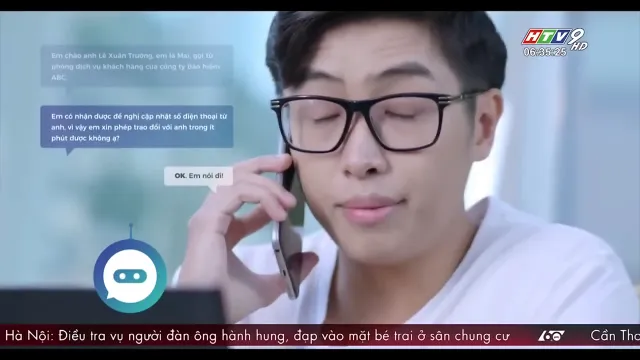 HTV9 HD
06:35:25
Em chào anh Lê Xuân Trường, em là Mai, gọi từ
phòng dịch vụ khách hàng của công ty Bảo hiểm
ABC;
Em có nhận được đề nghị cập nhật số điện thoại từ
anh, vì vậy em xin phép trao đổi với anh trong ít
phút được không ạ?
OK. Em nói đi!
Hà Nội: Điều tra vụ người đàn ông hành hung, đạp vào mặt bé trai ở sân chung cư
60
Cần Thơ